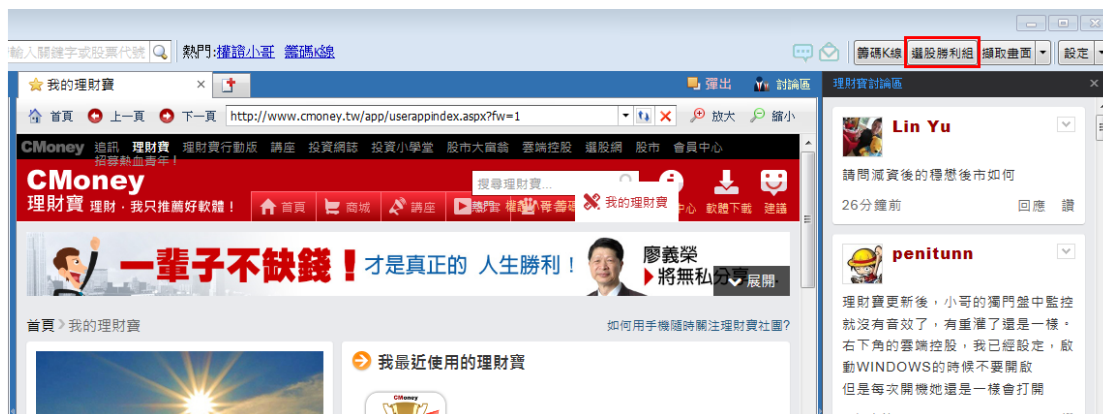 輸入關鍵字或股票代號 熱門:權證小哥 籌碼K線
籌碼K線 選股勝利組 擷取畫面 設定
我的理財寶
彈出 討論區
首頁 上一頁 下一頁 http://www.cmoney.tw/app/userappindex.aspx?fw=1 放大 縮小
CMoney 追訊 理財寶 理財寶行動版 講座 投資網誌 投資小學堂 股市大富翁 雲端控股 選股網 股市 會員中心
招募熱血青年!
CMoney
理財寶 理財‧我只推薦好軟體!
搜尋理財寶...
首頁 商城 講座 我的理財寶 軟體下載 建議
一輩子不缺錢! 才是真正的 人生勝利!
廖義榮
將無私分享
展開
首頁 > 我的理財寶
如何用手機隨時關注理財寶社團?
我最近使用的理財寶
CMoney
理財寶討論區
Lin Yu
請問減資後的穩懋後市如何
26分鐘前 回應 讚
penitunn
理財寶更新後,小哥的獨門盤中監控
就沒有音效了,有重灌了還是一樣。
右下角的雲端控股,我已經設定,啟
動WINDOWS的時候不要開啟
但是每次開機她還是一樣會打開